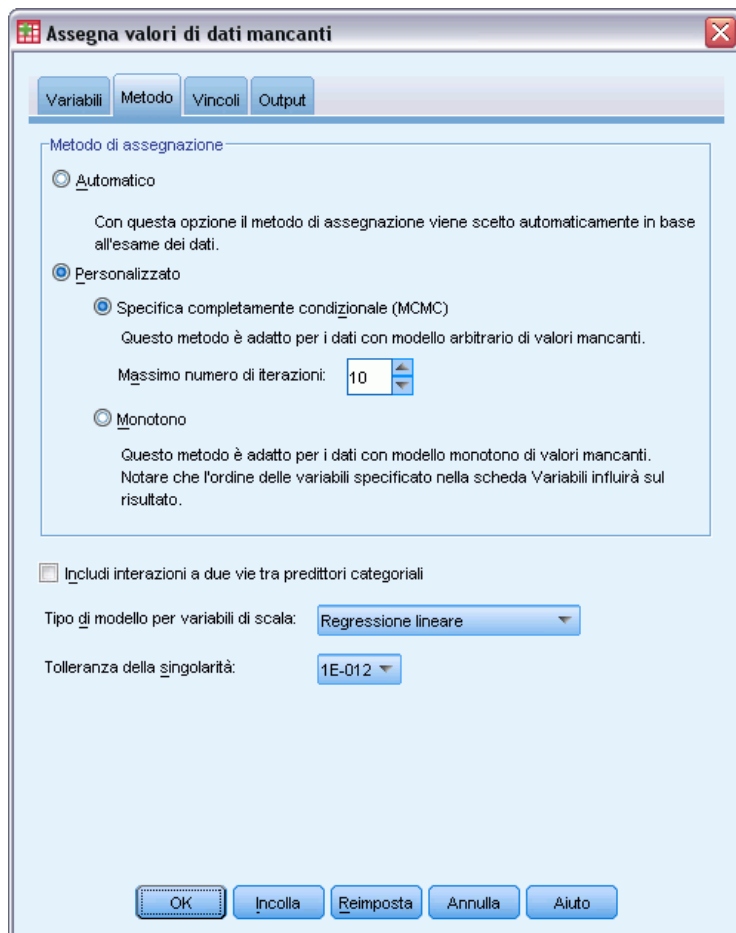 Assegna valori di dati mancanti
Variabili Metodo Vincoli Output
Metodo di assegnazione
Automatico
Con questa opzione il metodo di assegnazione viene scelto automaticamente in base
all'esame dei dati.
Personalizzato
Specifica completamente condizionale (MCMC)
Questo metodo è adatto per i dati con modello arbitrario di valori mancanti.
Massimo numero di iterazioni: 10
Monotono
Questo metodo è adatto per i dati con modello monotono di valori mancanti.
Notare che l'ordine delle variabili specificato nella scheda Variabili influirà sul
risultato.
Includi interazioni a due vie tra predittori categoriali
Tipo di modello per variabili di scala: Regressione lineare
Tolleranza della singolarità: 1E-012
OK Incolla Reimposta Annulla Aiuto